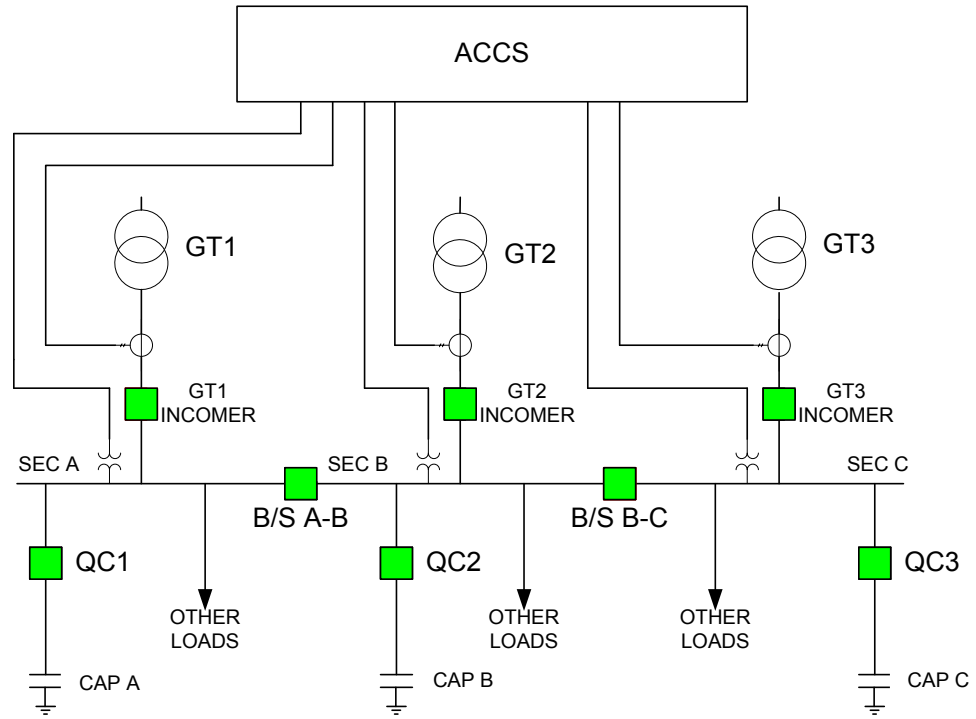 ACCS
GT1
GT2
GT3
GT1
INCOMER
GT2
INCOMER
GT3
INCOMER
SEC A
SEC B
SEC C
B/S A-B
B/S B-C
QC1
QC2
QC3
OTHER
LOADS
OTHER
LOADS
OTHER
LOADS
CAP A
CAP B
CAP C